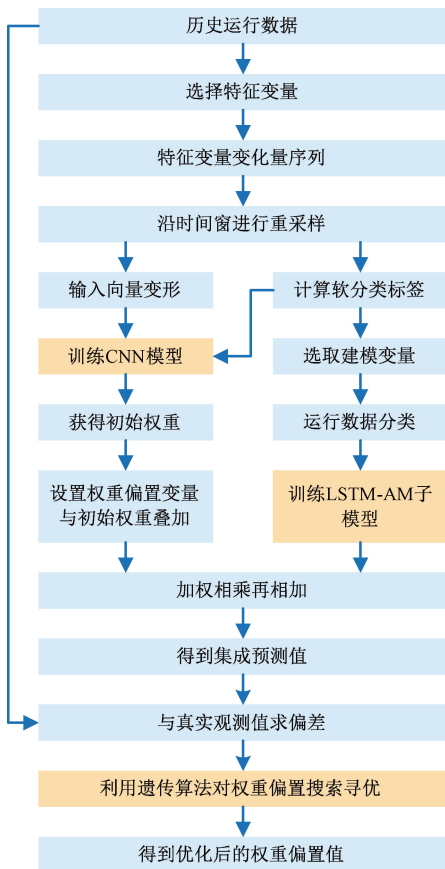 历史运行数据
选择特征变量
特征变量变化量序列
沿时间窗进行重采样
输入向量变形
计算软分类标签
训练CNN模型
选取建模变量
获得初始权重
运行数据分类
设置权重偏置变量
与初始权重叠加
训练LSTM-AM子
模型
加权相乘再相加
得到集成预测值
与真实观测值求偏差
利用遗传算法对权重偏置搜索寻优
得到优化后的权重偏置值